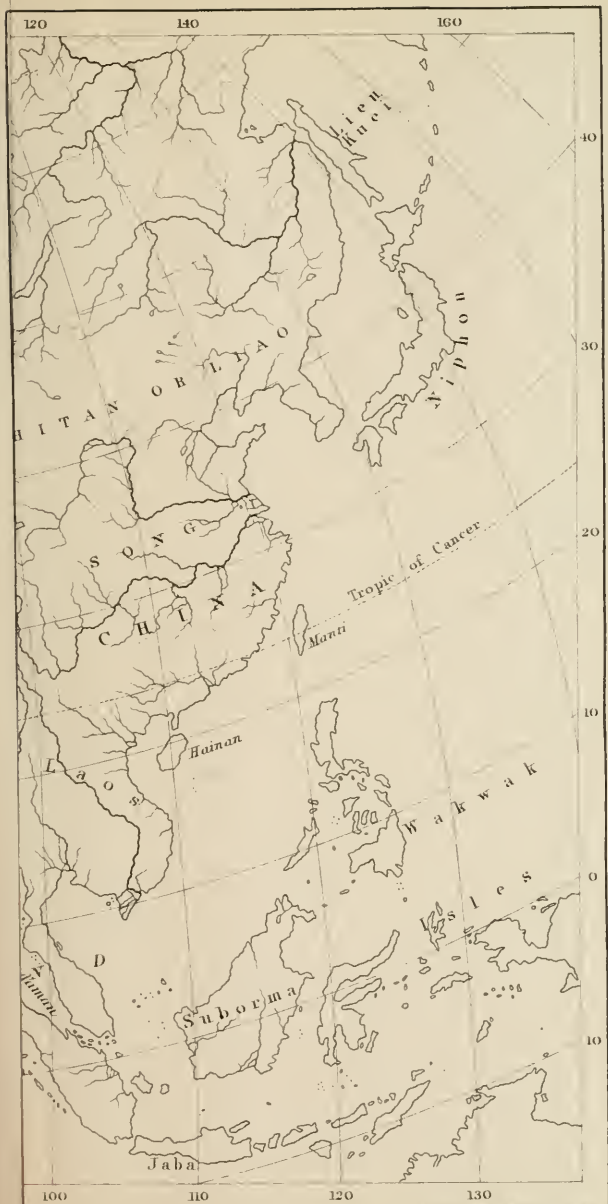 120 140 160
Lieu
Kuei
40
Niphon
30
HITAN OR LIAO
20
SONG
Tropic of Cancer
CHINA
Manti
10
Hainan
Laos
Wakwak
0
Isles
D
Suborma
10
Jaba
100 110 120 130